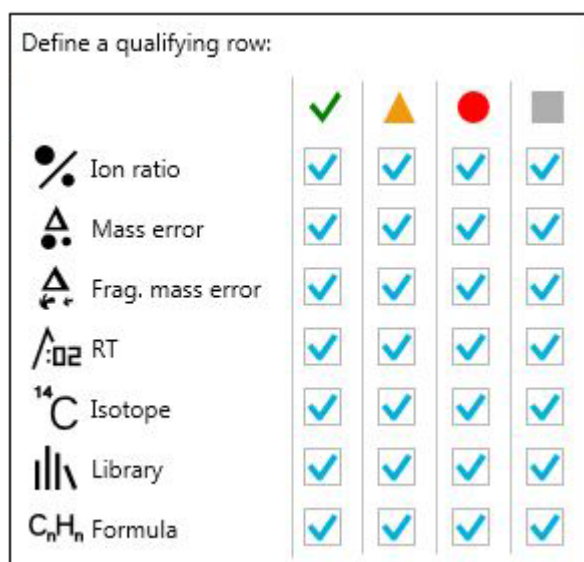 Define a qualifying row:
Ion ratio
Mass error
Frag. mass error
:02 RT
14C Isotope
Library
CnHn Formula